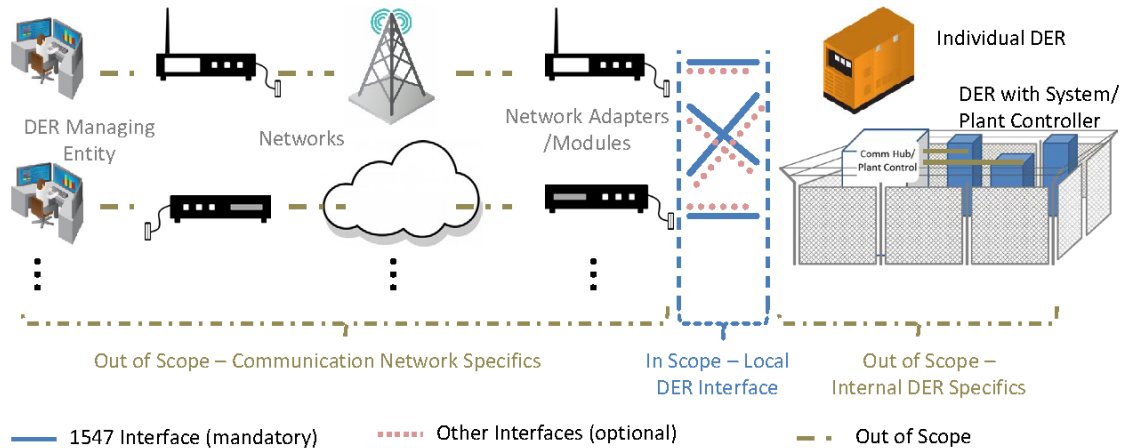 Individual DER
DER with System/
Plant Controller
DER Managing
Entity
Networks
Network Adapters
/Modules
Comm Hub/
Plant Control
Out of Scope – Communication Network Specifics
In Scope – Local
DER Interface
Out of Scope –
Internal DER Specifics
1547 Interface (mandatory)
Other Interfaces (optional)
Out of Scope